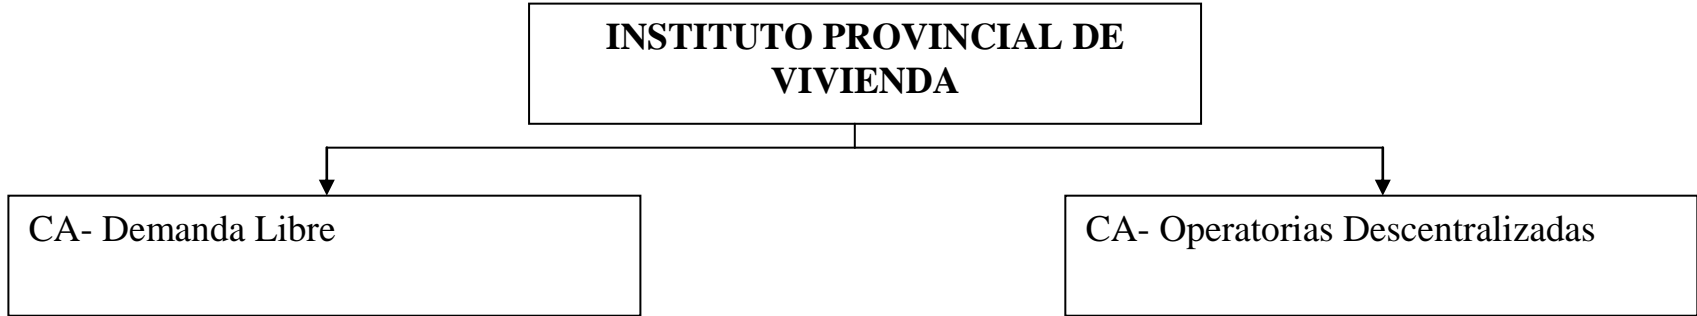 INSTITUTO PROVINCIAL DE
VIVIENDA
CA- Demanda Libre
CA- Operatorias Descentralizadas